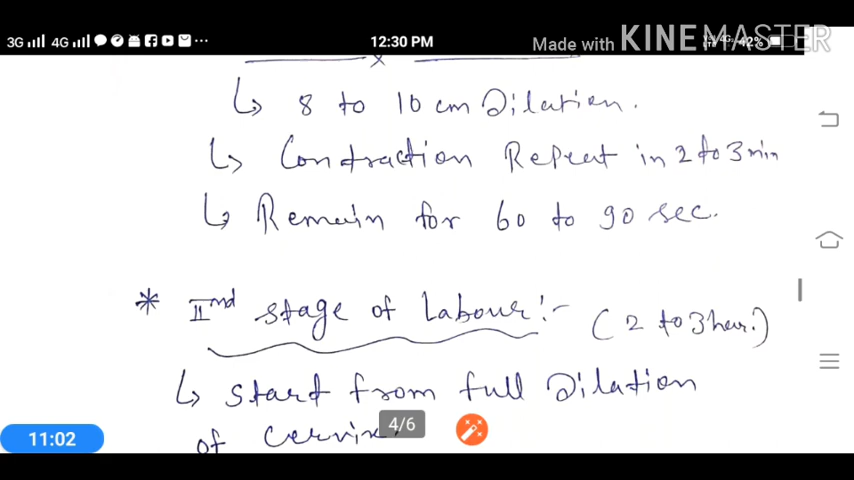 3G 4G ... 12:30 PM Made with KINEMASTER 4G 42%
↳ 8 to 10 cm Dilation.
↳ Contraction Repeat in 2 to 3 min
↳ Remain for 60 to 90 sec.
* IInd stage of Labour :- (2 to 3 hour.)
↳ start from full Dilation
of cervix.
4/6
11:02